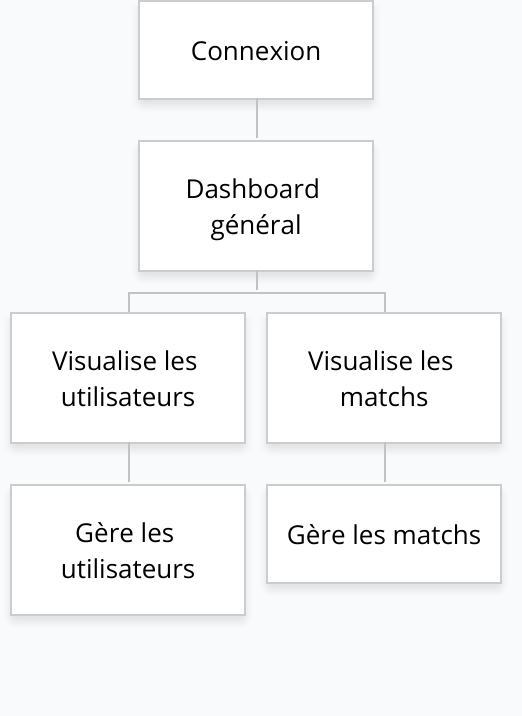 Connexion
Dashboard
général
Visualise les
utilisateurs
Visualise les
matchs
Gère les
utilisateurs
Gère les matchs